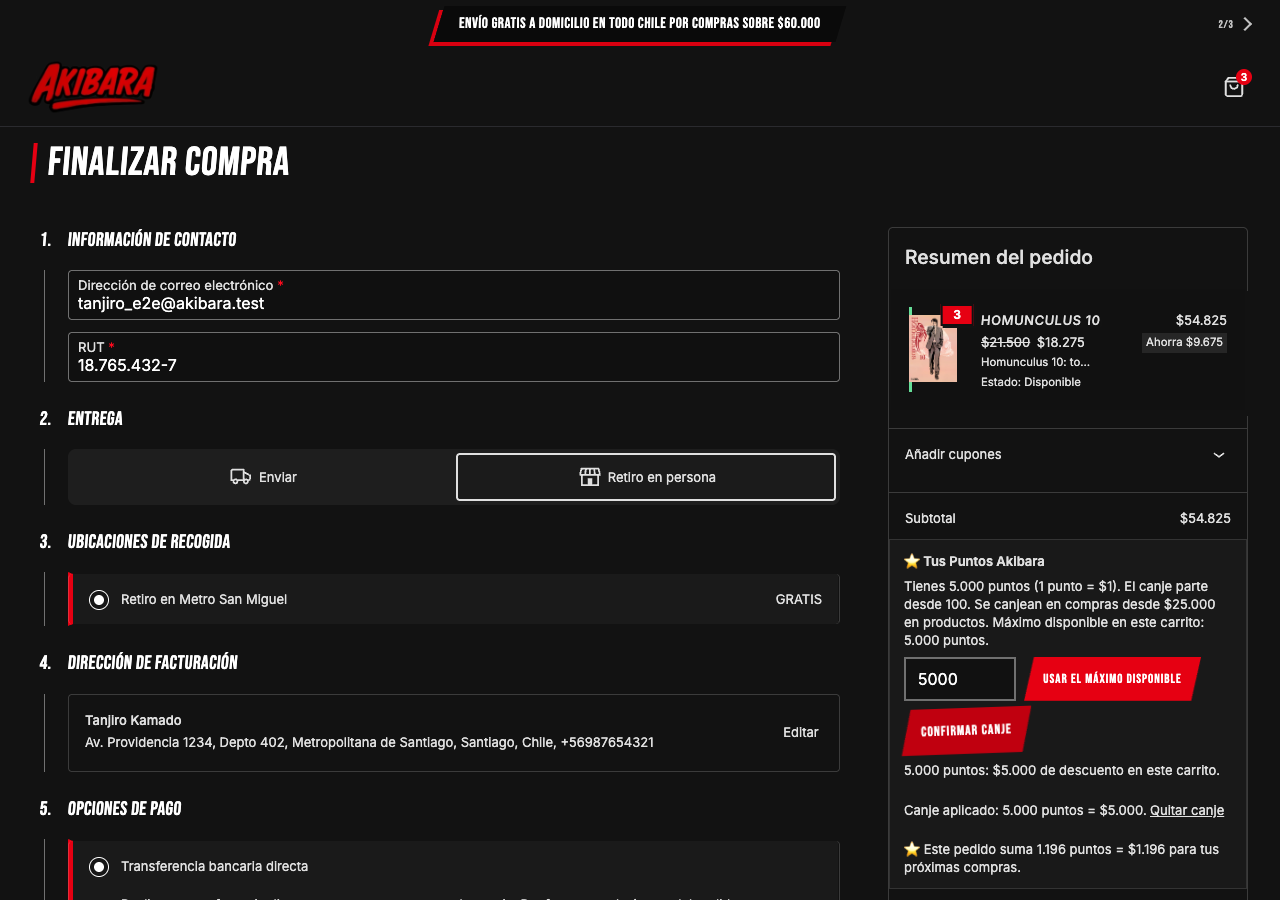 ENVÍO GRATIS A DOMICILIO EN TODO CHILE POR COMPRAS SOBRE $60.000
2/3
AKIBARA
3
FINALIZAR COMPRA
1. INFORMACIÓN DE CONTACTO
Dirección de correo electrónico *
tanjiro_e2e@akibara.test
RUT *
18.765.432-7
2. ENTREGA
Enviar
Retiro en persona
3. UBICACIONES DE RECOGIDA
Retiro en Metro San Miguel
GRATIS
4. DIRECCIÓN DE FACTURACIÓN
Tanjiro Kamado
Av. Providencia 1234, Depto 402, Metropolitana de Santiago, Santiago, Chile, +56987654321
Editar
5. OPCIONES DE PAGO
Transferencia bancaria directa
Resumen del pedido
3
HOMUNCULUS 10
$54.825
$21.500 $18.275
Ahorra $9.675
Homunculus 10: to...
Estado: Disponible
Añadir cupones
Subtotal
$54.825
⭐ Tus Puntos Akibara
Tienes 5.000 puntos (1 punto = $1). El canje parte
desde 100. Se canjean en compras desde $25.000
en productos. Máximo disponible en este carrito:
5.000 puntos.
5000
USAR EL MÁXIMO DISPONIBLE
CONFIRMAR CANJE
5.000 puntos: $5.000 de descuento en este carrito.
Canje aplicado: 5.000 puntos = $5.000. Quitar canje
⭐ Este pedido suma 1.196 puntos = $1.196 para tus
próximas compras.